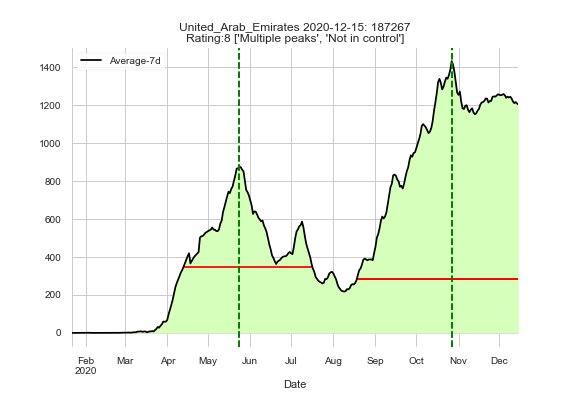 United_Arab_Emirates 2020-12-15: 187267
Rating:8 ['Multiple peaks', 'Not in control']
Average-7d
1400
1200
1000
800
600
400
200
0
Feb Mar Apr May Jun Jul Aug Sep Oct Nov Dec
2020
Date